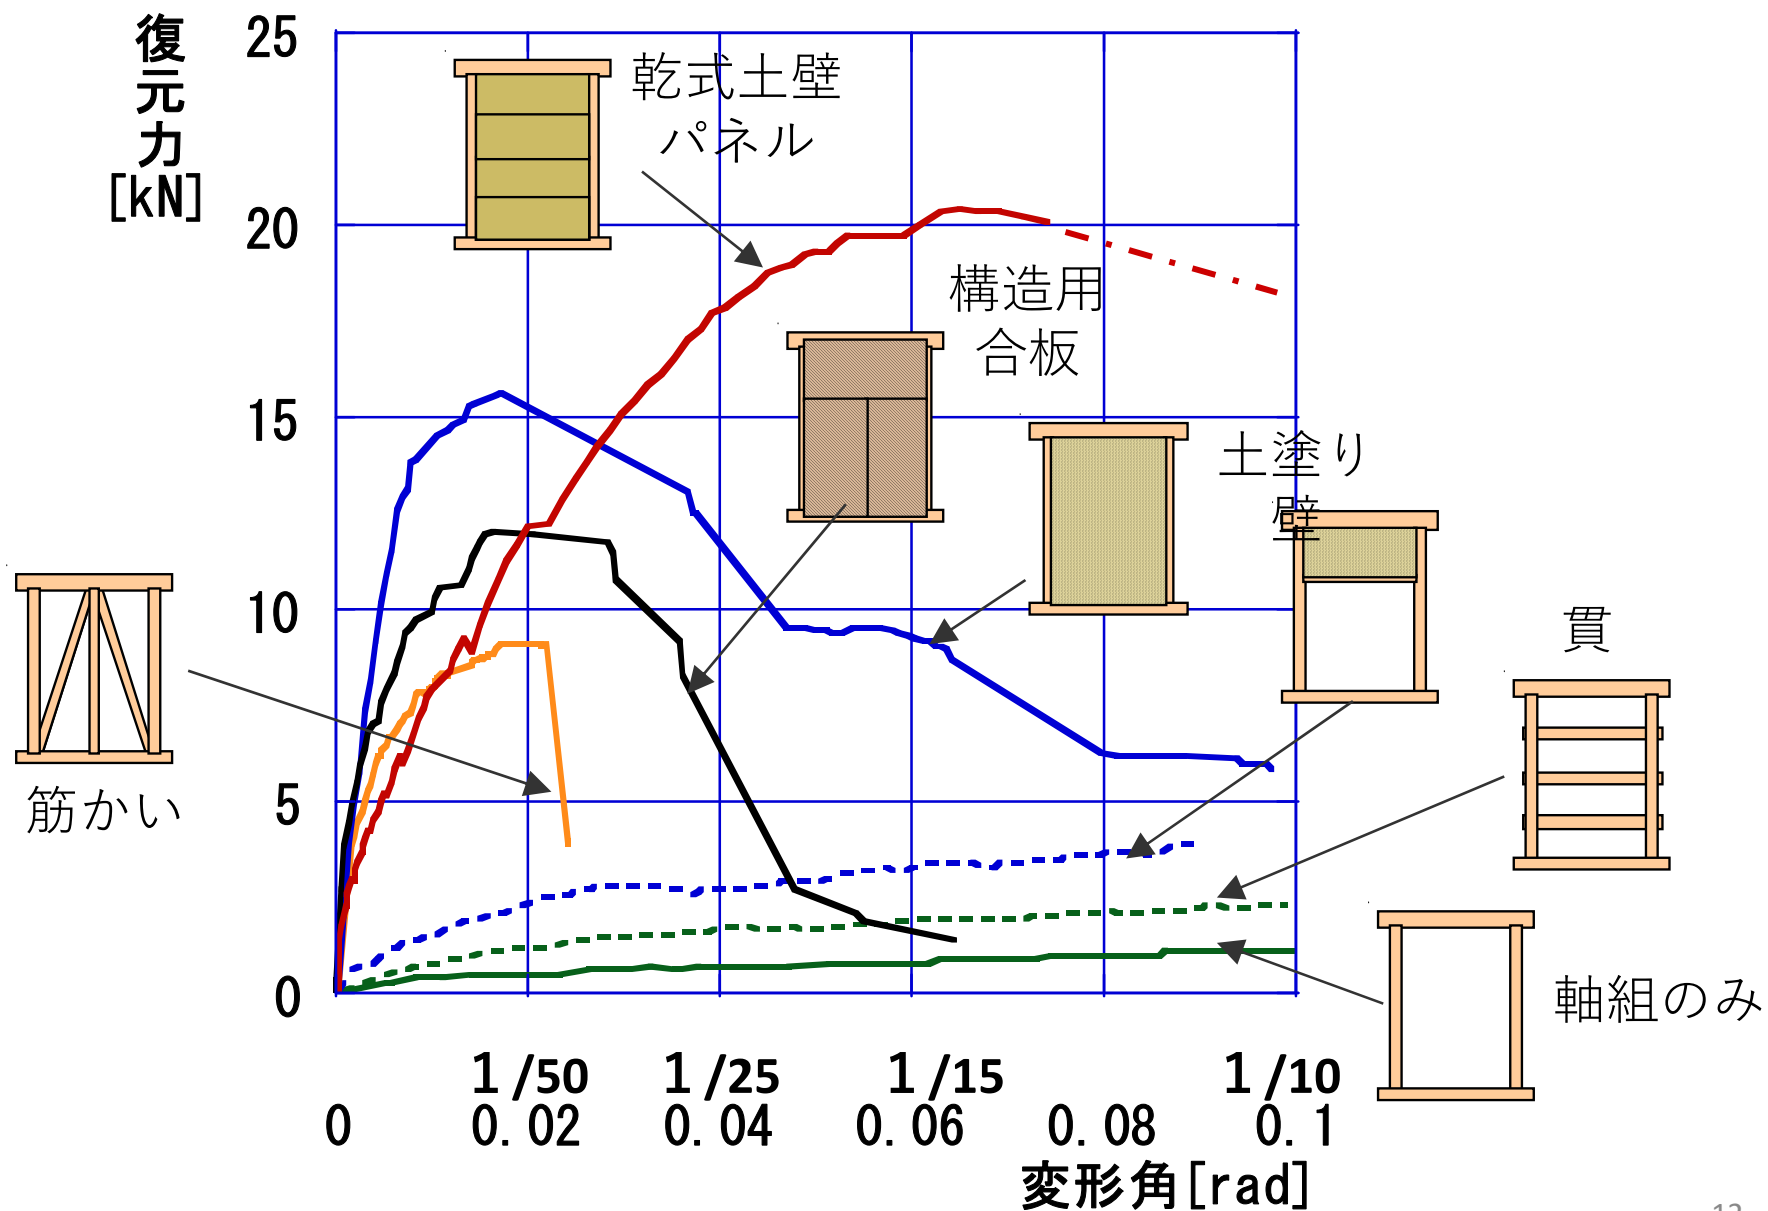 復
元
力
[kN]
25
20
15
10
5
0
乾式土壁
パネル
構造用
合板
土塗り
壁
貫
筋かい
軸組のみ
1/50
1/25
1/15
1/10
0
0.02
0.04
0.06
0.08
0.1
変形角[rad]